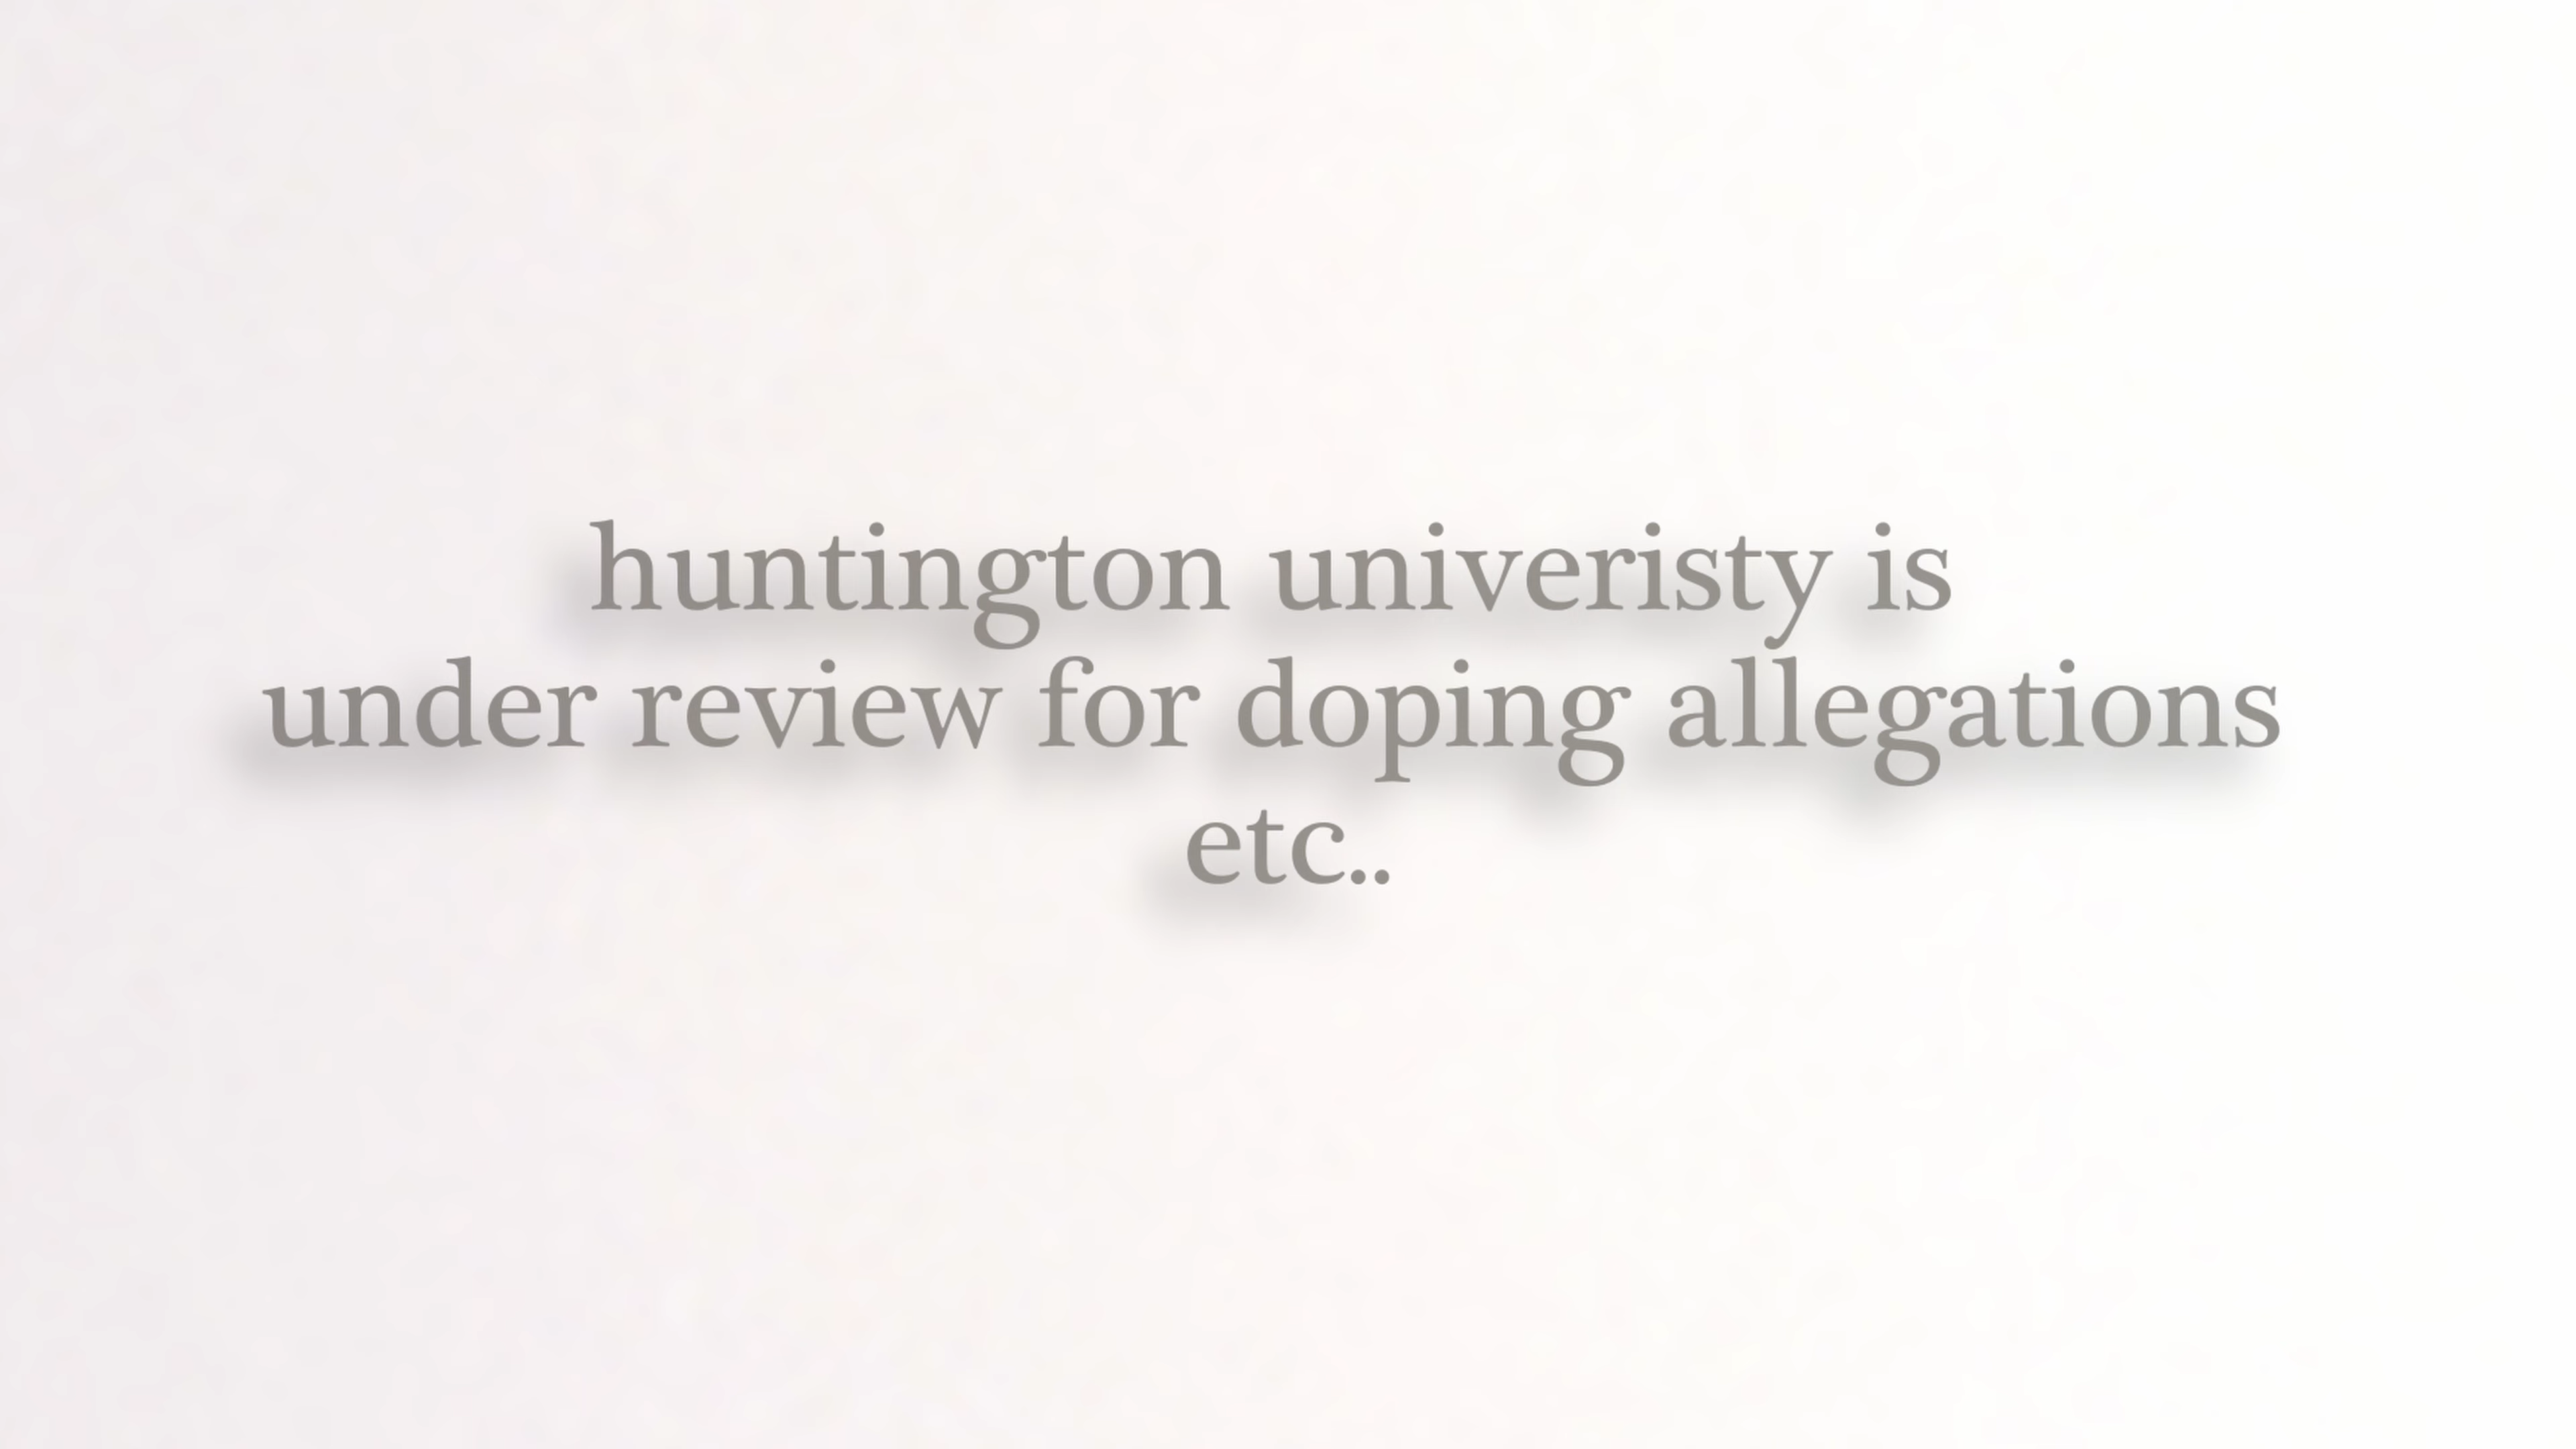 huntington univeristy is
under review for doping allegations
etc..